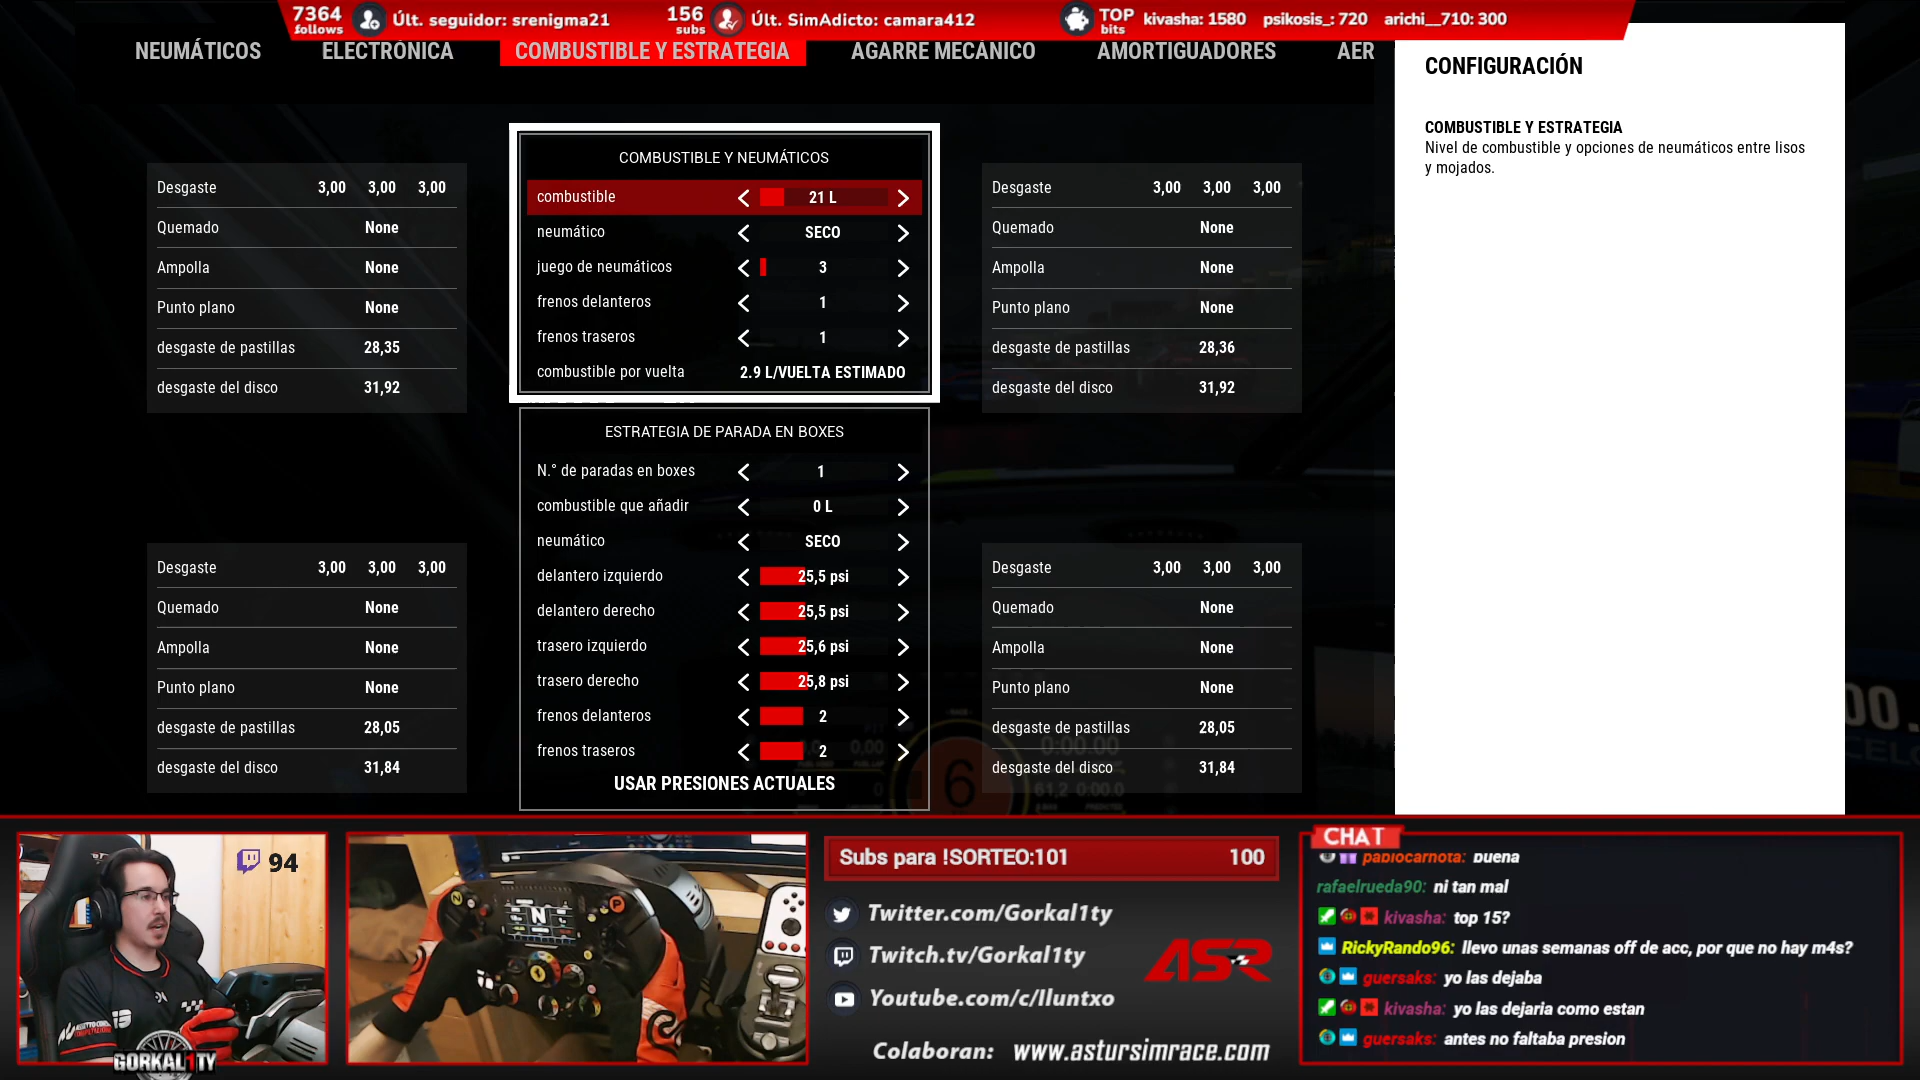 7364
follows
Últ. seguidor: srenigma21
156
subs
Últ. SimAdicto: camara412
TOP
bits
kivasha: 1580 psikosis_: 720 arichi__710: 300
NEUMÁTICOS
ELECTRÓNICA
COMBUSTIBLE Y ESTRATEGIA
AGARRE MECÁNICO
AMORTIGUADORES
AER
CONFIGURACIÓN
COMBUSTIBLE Y ESTRATEGIA
Nivel de combustible y opciones de neumáticos entre lisos
y mojados.
Desgaste 3,00 3,00 3,00
Quemado None
Ampolla None
Punto plano None
desgaste de pastillas 28,35
desgaste del disco 31,92
COMBUSTIBLE Y NEUMÁTICOS
combustible 21 L
neumático SECO
juego de neumáticos 3
frenos delanteros 1
frenos traseros 1
combustible por vuelta 2.9 L/VUELTA ESTIMADO
Desgaste 3,00 3,00 3,00
Quemado None
Ampolla None
Punto plano None
desgaste de pastillas 28,36
desgaste del disco 31,92
ESTRATEGIA DE PARADA EN BOXES
N.° de paradas en boxes 1
combustible que añadir 0 L
neumático SECO
delantero izquierdo 25,5 psi
delantero derecho 25,5 psi
trasero izquierdo 25,6 psi
trasero derecho 25,8 psi
frenos delanteros 2
frenos traseros 2
USAR PRESIONES ACTUALES
Desgaste 3,00 3,00 3,00
Quemado None
Ampolla None
Punto plano None
desgaste de pastillas 28,05
desgaste del disco 31,84
Desgaste 3,00 3,00 3,00
Quemado None
Ampolla None
Punto plano None
desgaste de pastillas 28,05
desgaste del disco 31,84
94
GORKAL1TY
N
Subs para !SORTEO:101 100
Twitter.com/Gorkal1ty
Twitch.tv/Gorkal1ty
Youtube.com/c/Iluntxo
ASR
Colaboran: www.astursimrace.com
CHAT
pablocarnota: buena
rafaelrueda90: ni tan mal
kivasha: top 15?
RickyRando96: llevo unas semanas off de acc, por que no hay m4s?
guersaks: yo las dejaba
kivasha: yo las dejaria como estan
guersaks: antes no faltaba presion